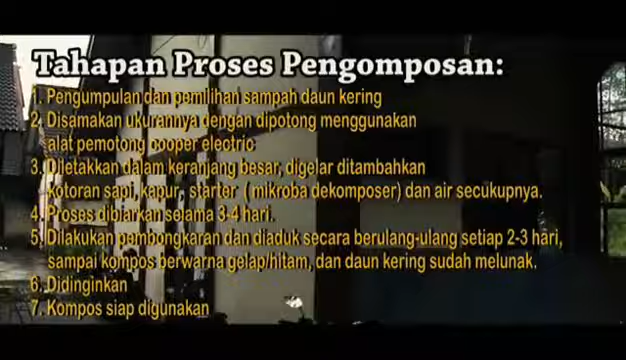 Tahapan Proses Pengomposan:
1. Pengumpulan dan pemilihan sampah daun kering
2. Disamakan ukurannya dengan dipotong menggunakan
alat pemotong cooper electric
3. Diletakkan dalam keranjang besar, digelar ditambahkan
kotoran sapi, kapur, starter ( mikroba dekomposer) dan air secukupnya.
4. Proses dibiarkan selama 3-4 hari.
5. Dilakukan pembongkaran dan diaduk secara berulang-ulang setiap 2-3 hari,
sampai kompos berwarna gelap/hitam, dan daun kering sudah melunak.
6. Didinginkan
7. Kompos siap digunakan